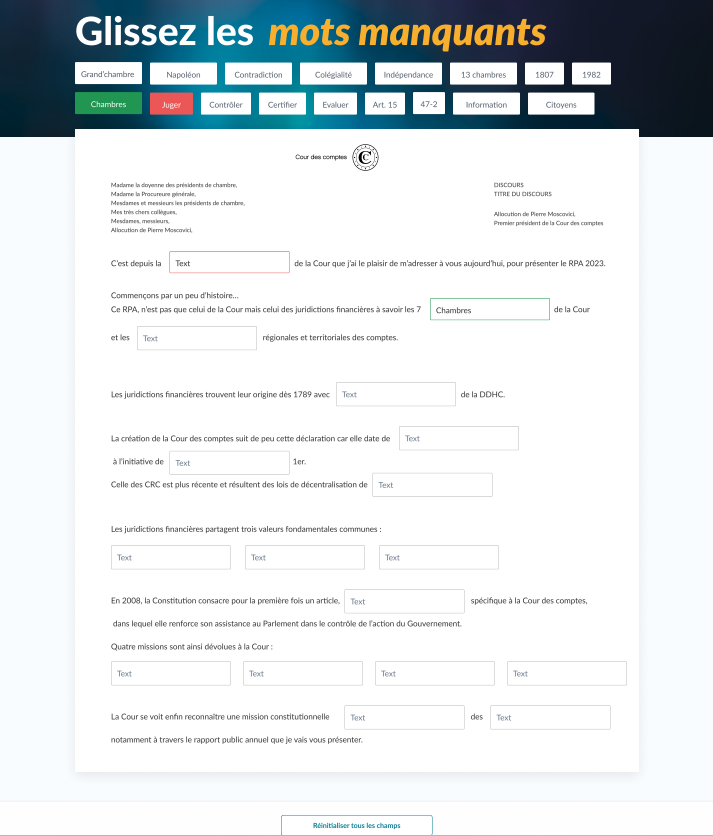 Glissez les mots manquants
Grand'chambre Napoléon Contradiction Collégialité Indépendance 13 chambres 1807 1982
Chambres Juger Contrôler Certifier Evaluer Art. 15 47-2 Information Citoyens
Cour des comptes
Madame la doyenne des présidents de chambre,
Madame la Procureure générale,
Mesdames et messieurs les présidents de chambre,
Mes très chers collègues,
Mesdames, messieurs,
Allocution de Pierre Moscovici,
DISCOURS
TITRE DU DISCOURS
Allocution de Pierre Moscovici,
Premier président de la Cour des comptes
C'est depuis la Text de la Cour que j'ai le plaisir de m'adresser à vous aujourd'hui, pour présenter le RPA 2023.
Commençons par un peu d'histoire...
Ce RPA, n'est pas que celui de la Cour mais celui des juridictions financières à savoir les 7 Chambres de la Cour
et les Text régionales et territoriales des comptes.
Les juridictions financières trouvent leur origine dès 1789 avec Text de la DDHC.
La création de la Cour des comptes suit de peu cette déclaration car elle date de Text
à l'initiative de Text 1er.
Celle des CRC est plus récente et résultent des lois de décentralisation de Text
Les juridictions financières partagent trois valeurs fondamentales communes :
Text Text Text
En 2008, la Constitution consacre pour la première fois un article, Text spécifique à la Cour des comptes,
dans lequel elle renforce son assistance au Parlement dans le contrôle de l'action du Gouvernement.
Quatre missions sont ainsi dévolues à la Cour :
Text Text Text Text
La Cour se voit enfin reconnaître une mission constitutionnelle Text des Text
notamment à travers le rapport public annuel que je vais vous présenter.
Réinitialiser tous les champs